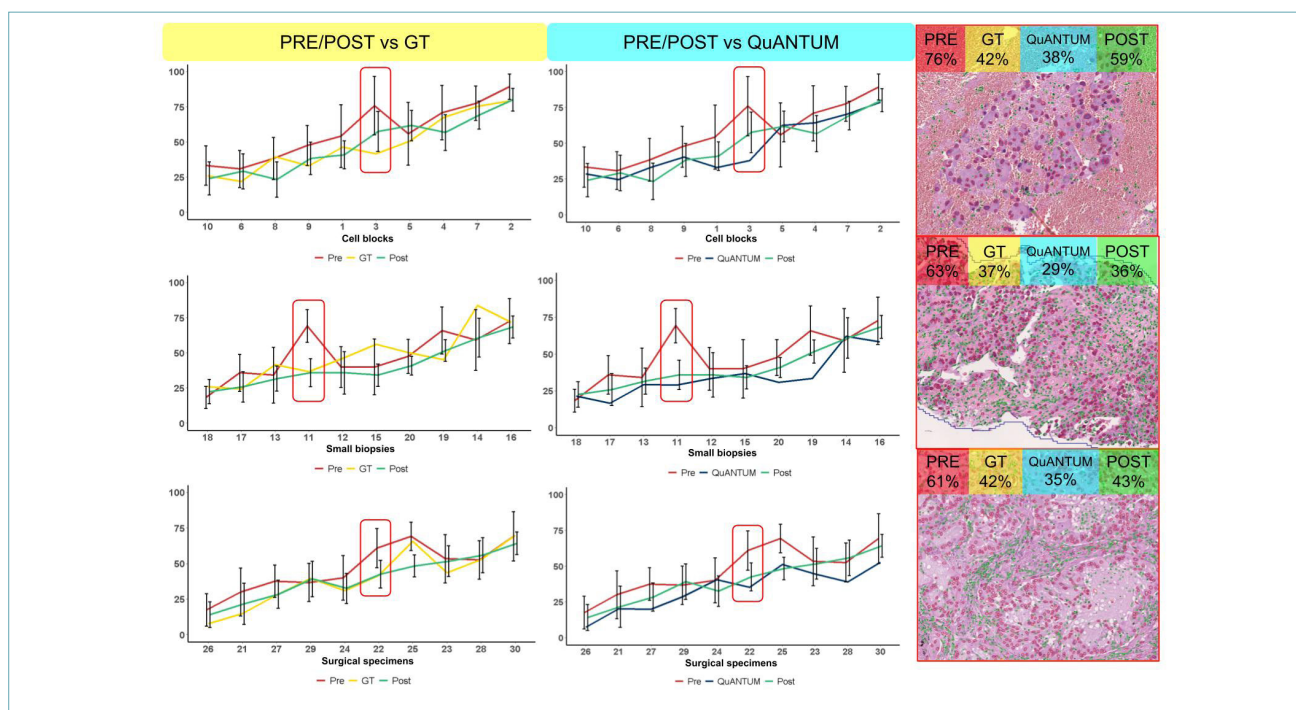 PRE/POST vs GT
PRE/POST vs QuANTUM
PRE GT QuANTUM POST
76% 42% 38% 59%
100
75
50
25
0
10 6 8 9 1 3 5 4 7 2
Cell blocks
Pre GT Post
100
75
50
25
0
10 6 8 9 1 3 5 4 7 2
Cell blocks
Pre QuANTUM Post
PRE GT QuANTUM POST
63% 37% 29% 36%
100
75
50
25
0
18 17 13 11 12 15 20 19 14 16
Small biopsies
Pre GT Post
100
75
50
25
0
18 17 13 11 12 15 20 19 14 16
Small biopsies
Pre QuANTUM Post
PRE GT QuANTUM POST
61% 42% 35% 43%
100
75
50
25
0
26 21 27 29 24 22 25 23 28 30
Surgical specimens
Pre GT Post
100
75
50
25
0
26 21 27 29 24 22 25 23 28 30
Surgical specimens
Pre QuANTUM Post